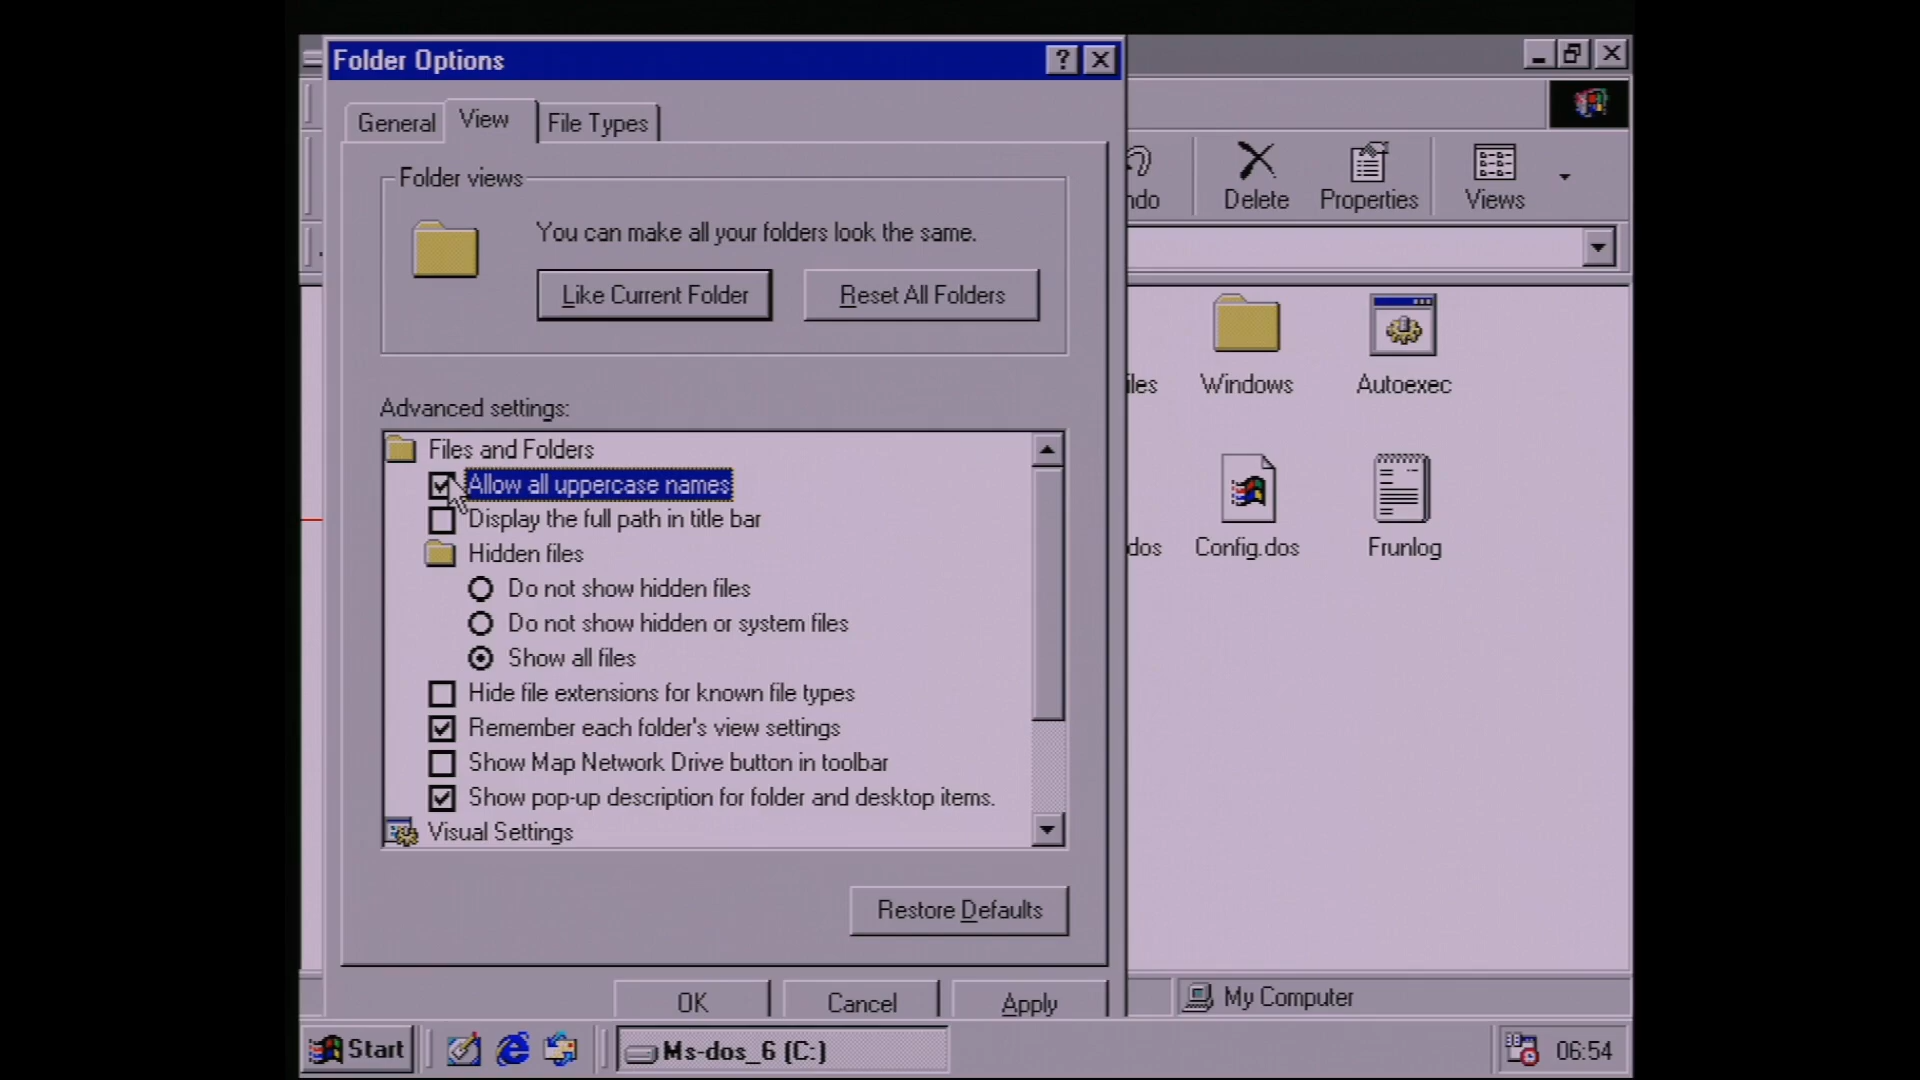 Folder Options
General View File Types
Folder views
You can make all your folders look the same.
Like Current Folder Reset All Folders
Advanced settings:
Files and Folders
Allow all uppercase names
Display the full path in title bar
Hidden files
Do not show hidden files
Do not show hidden or system files
Show all files
Hide file extensions for known file types
Remember each folder's view settings
Show Map Network Drive button in toolbar
Show pop-up description for folder and desktop items.
Visual Settings
Restore Defaults
OK Cancel Apply
ndo Delete Properties Views
iles Windows Autoexec
dos Config.dos Frunlog
My Computer
Start Ms-dos_6 (C:) 06:54